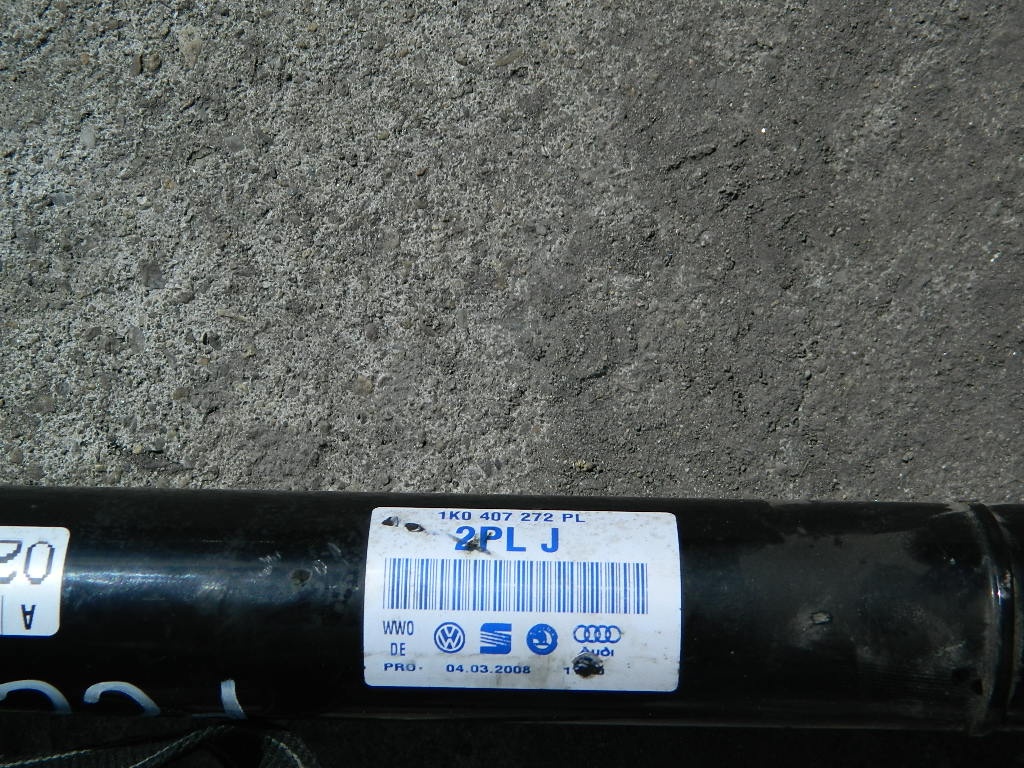 1K0 407 272 PL
2PL J
WWO
DE
Audi
PRO- 04.03.2008
02
A